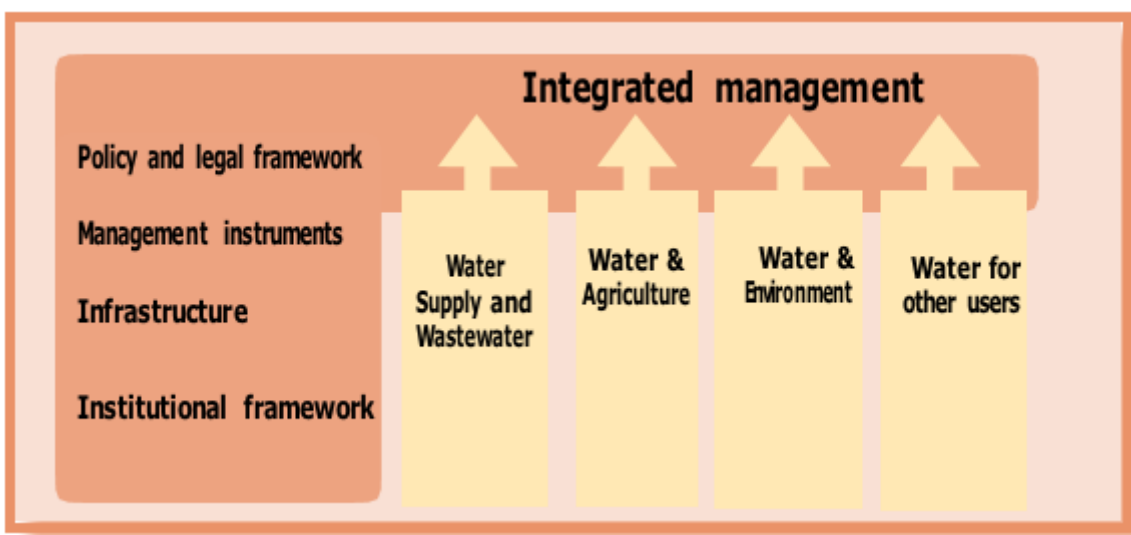 Integrated management
Policy and legal framework
Management instruments
Infrastructure
Institutional framework
Water
Supply and
Wastewater
Water &
Agriculture
Water &
Environment
Water for
other users